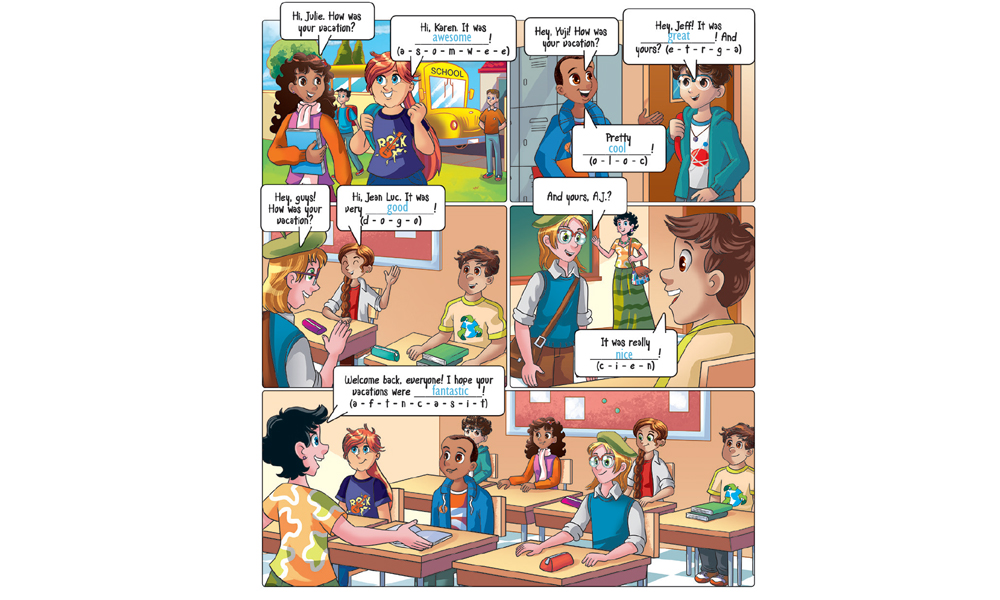 Hi, Julie. How was
your vacation?
Hi, Karen. It was
awesome !
(a - s - o - m - w - e - e)
SCHOOL
ROCK
Hey, Yuji! How was
your vacation?
Hey, Jeff! It was
great ! And
yours? (e - t - r - g - a)
Pretty
cool !
(o - l - o - c)
Hey, guys!
How was your
vacation?
Hi, Jean Luc. It was
very good !
(d - o - g - o)
And yours, A.J.?
It was really
nice !
(c - i - e - n)
Welcome back, everyone! I hope your
vacations were fantastic !
(a - f - t - n - c - a - s - i - t)
ROCK